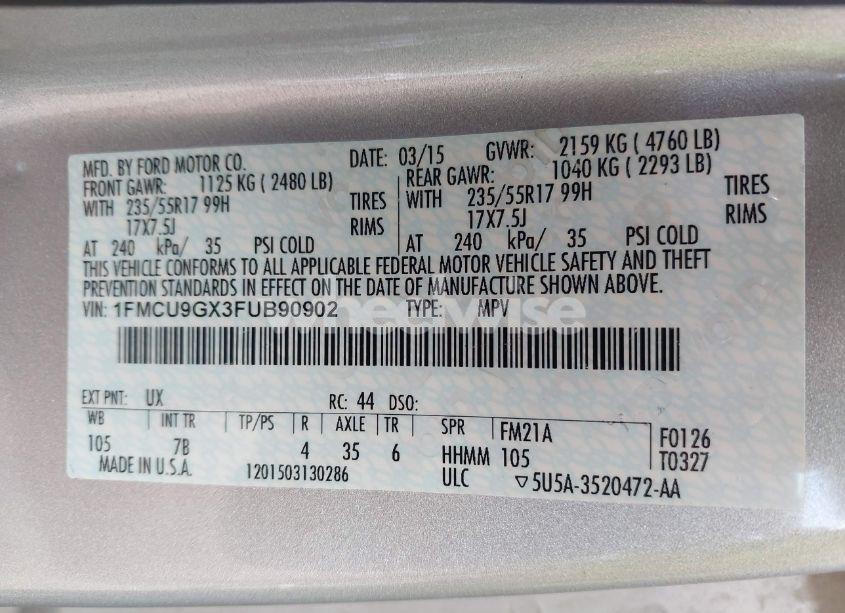 MFD. BY FORD MOTOR CO. DATE: 03/15 GVWR: 2159 KG ( 4760 LB)
FRONT GAWR: 1125 KG ( 2480 LB) REAR GAWR: 1040 KG ( 2293 LB)
WITH 235/55R17 99H TIRES WITH 235/55R17 99H TIRES
17X7.5J RIMS 17X7.5J RIMS
AT 240 kPa/ 35 PSI COLD AT 240 kPa/ 35 PSI COLD
THIS VEHICLE CONFORMS TO ALL APPLICABLE FEDERAL MOTOR VEHICLE SAFETY AND THEFT
PREVENTION STANDARDS IN EFFECT ON THE DATE OF MANUFACTURE SHOWN ABOVE.
VIN: 1FMCU9GX3FUB90902 TYPE: MPV
wheelwise
EXT PNT: UX RC: 44 DSO:
WB INT TR TP/PS R AXLE TR SPR FM21A F0126
105 7B 4 35 6 HHMM 105 T0327
MADE IN U.S.A. 1201503130286 ULC ▽5U5A-3520472-AA